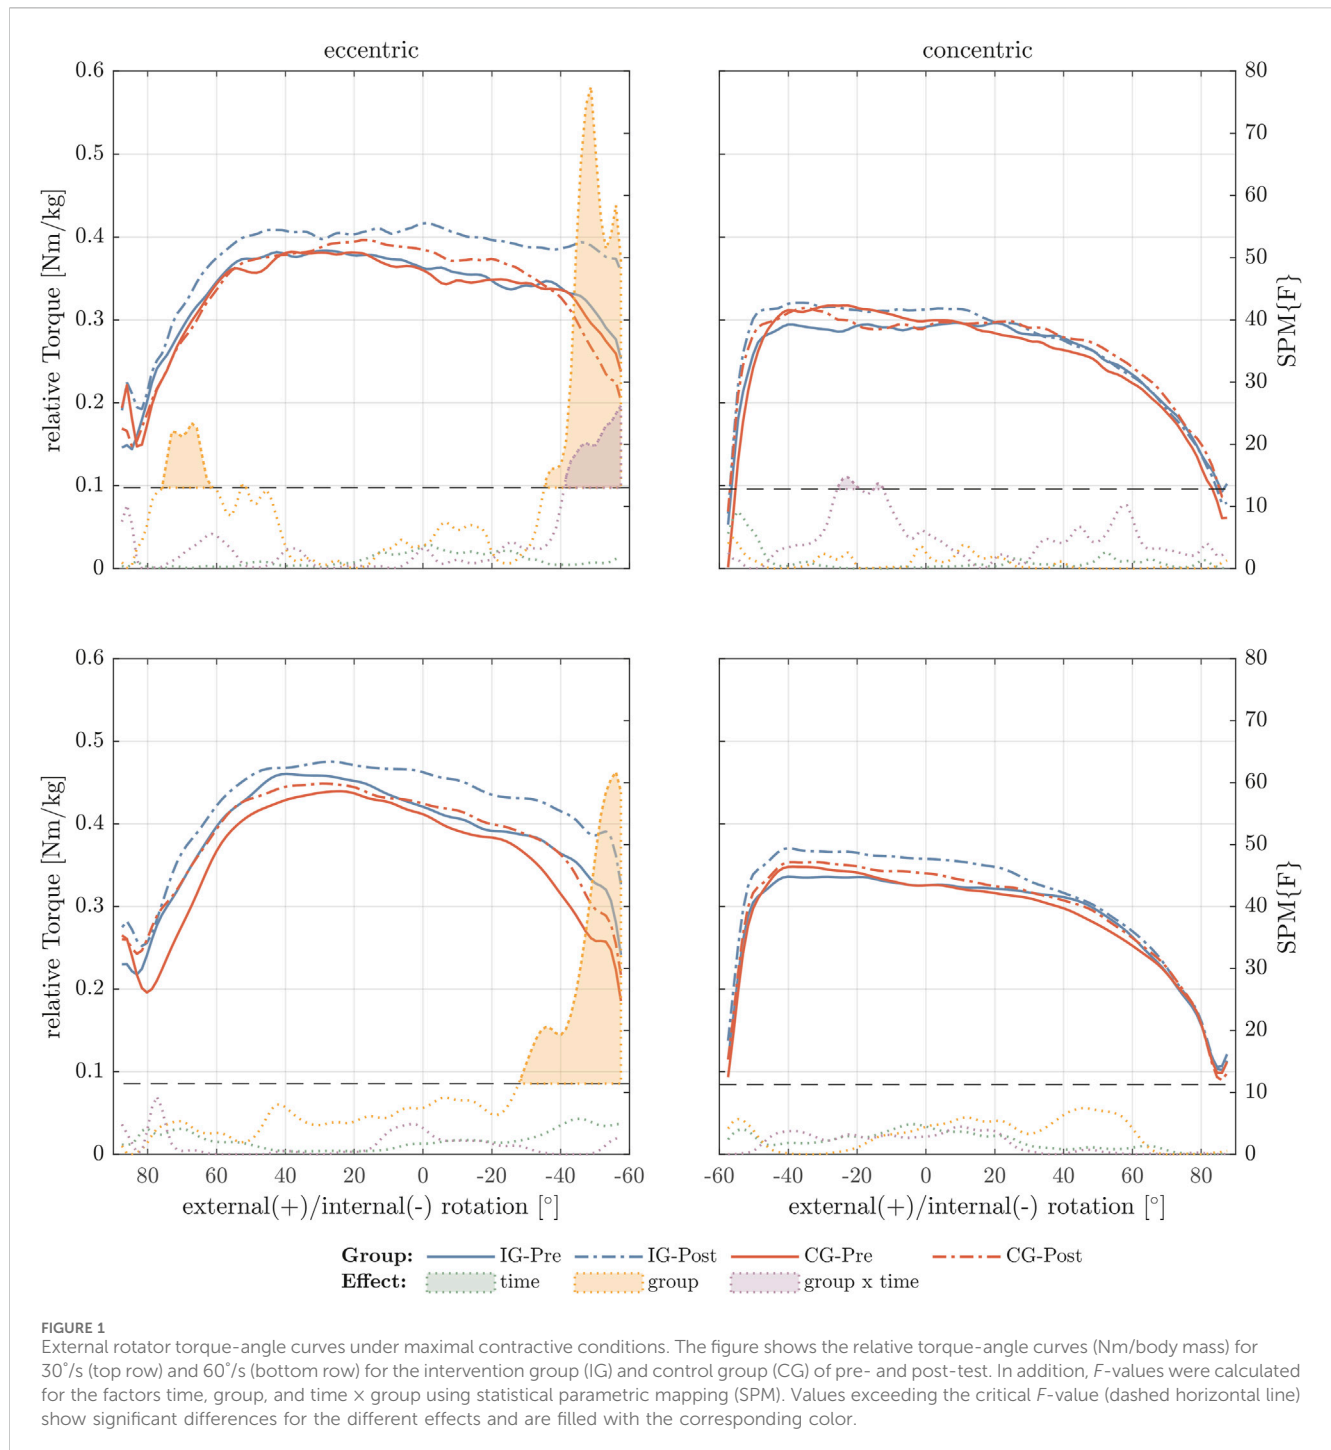 eccentric
concentric
0.6
0.5
0.4
0.3
0.2
0.1
0
relative Torque [Nm/kg]
80
70
60
50
40
30
20
10
0
SPM{F}
0.6
0.5
0.4
0.3
0.2
0.1
0
relative Torque [Nm/kg]
80
70
60
50
40
30
20
10
0
SPM{F}
80 60 40 20 0 -20 -40 -60
-60 -40 -20 0 20 40 60 80
external(+)/internal(-) rotation [°]
external(+)/internal(-) rotation [°]
Group: IG-Pre IG-Post CG-Pre CG-Post
Effect: time group group x time
FIGURE 1
External rotator torque-angle curves under maximal contractive conditions. The figure shows the relative torque-angle curves (Nm/body mass) for
30°/s (top row) and 60°/s (bottom row) for the intervention group (IG) and control group (CG) of pre- and post-test. In addition, F-values were calculated
for the factors time, group, and time × group using statistical parametric mapping (SPM). Values exceeding the critical F-value (dashed horizontal line)
show significant differences for the different effects and are filled with the corresponding color.